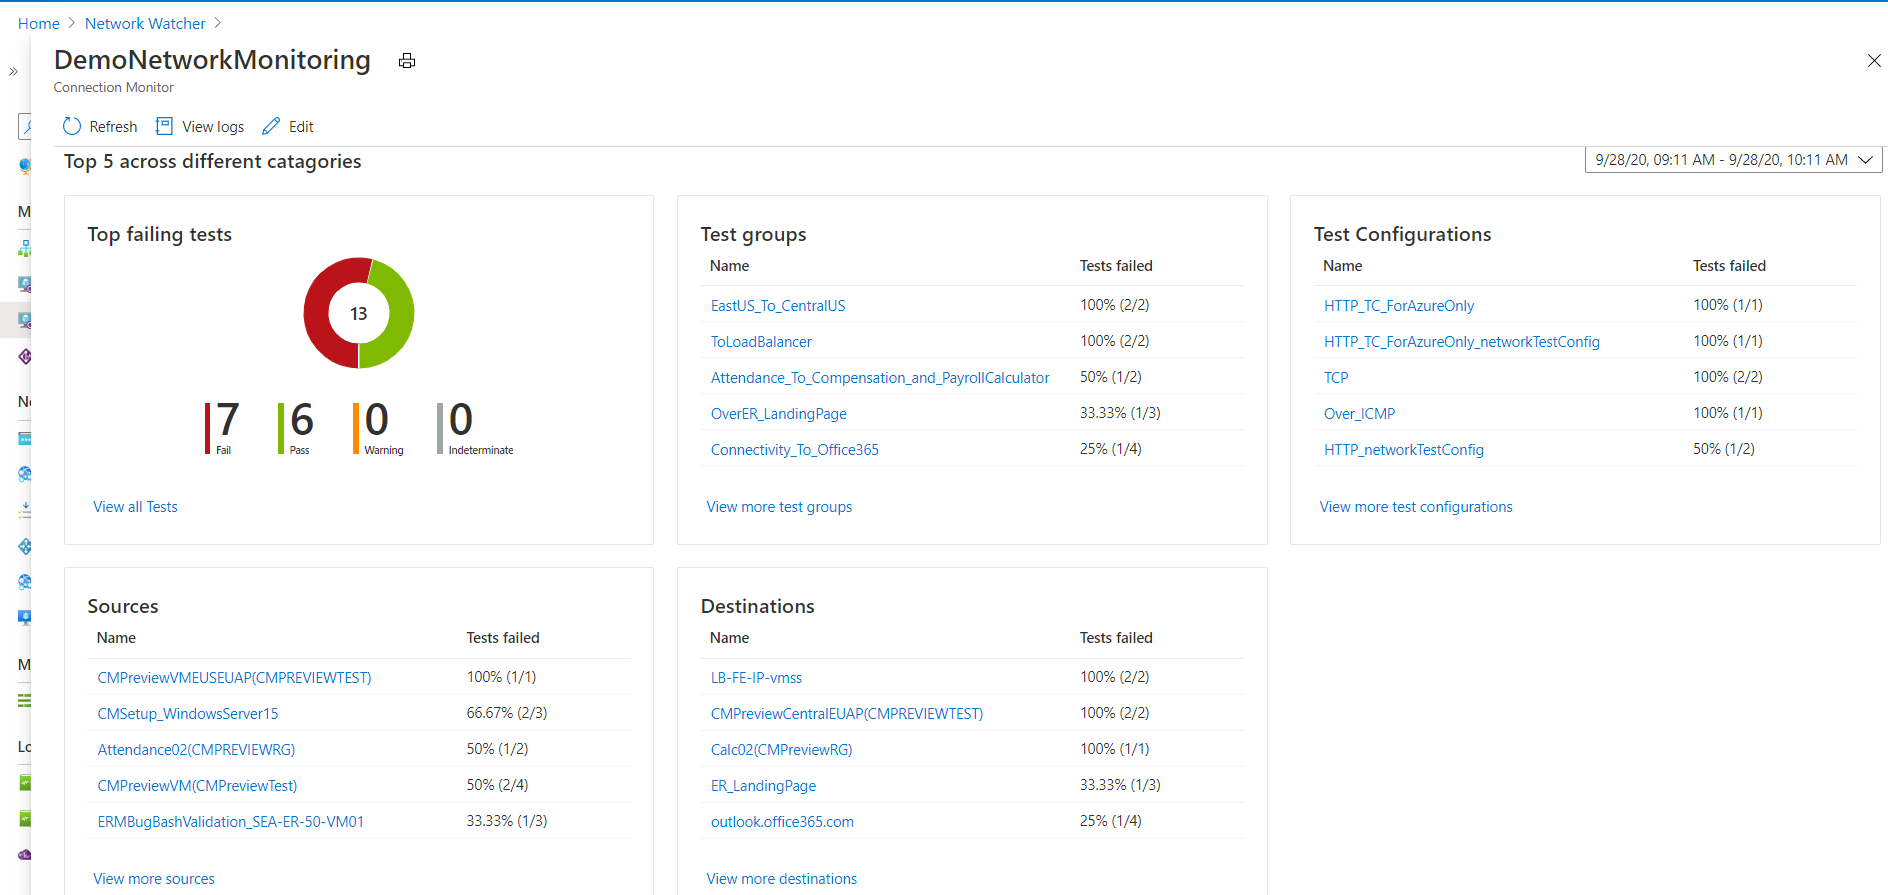 Home > Network Watcher >
DemoNetworkMonitoring
Connection Monitor
Refresh View logs Edit
Top 5 across different catagories
9/28/20, 09:11 AM - 9/28/20, 10:11 AM
Top failing tests
13
7 Fail
6 Pass
0 Warning
0 Indeterminate
View all Tests
Test groups
Name Tests failed
EastUS_To_CentralUS 100% (2/2)
ToLoadBalancer 100% (2/2)
Attendance_To_Compensation_and_PayrollCalculator 50% (1/2)
OverER_LandingPage 33.33% (1/3)
Connectivity_To_Office365 25% (1/4)
View more test groups
Test Configurations
Name Tests failed
HTTP_TC_ForAzureOnly 100% (1/1)
HTTP_TC_ForAzureOnly_networkTestConfig 100% (1/1)
TCP 100% (2/2)
Over_ICMP 100% (1/1)
HTTP_networkTestConfig 50% (1/2)
View more test configurations
Sources
Name Tests failed
CMPreviewVMEUSEUAP(CMPREVIEWTEST) 100% (1/1)
CMSetup_WindowsServer15 66.67% (2/3)
Attendance02(CMPREVIEWRG) 50% (1/2)
CMPreviewVM(CMPreviewTest) 50% (2/4)
ERMBugBashValidation_SEA-ER-50-VM01 33.33% (1/3)
View more sources
Destinations
Name Tests failed
LB-FE-IP-vmss 100% (2/2)
CMPreviewCentralEUAP(CMPREVIEWTEST) 100% (2/2)
Calc02(CMPreviewRG) 100% (1/1)
ER_LandingPage 33.33% (1/3)
outlook.office365.com 25% (1/4)
View more destinations